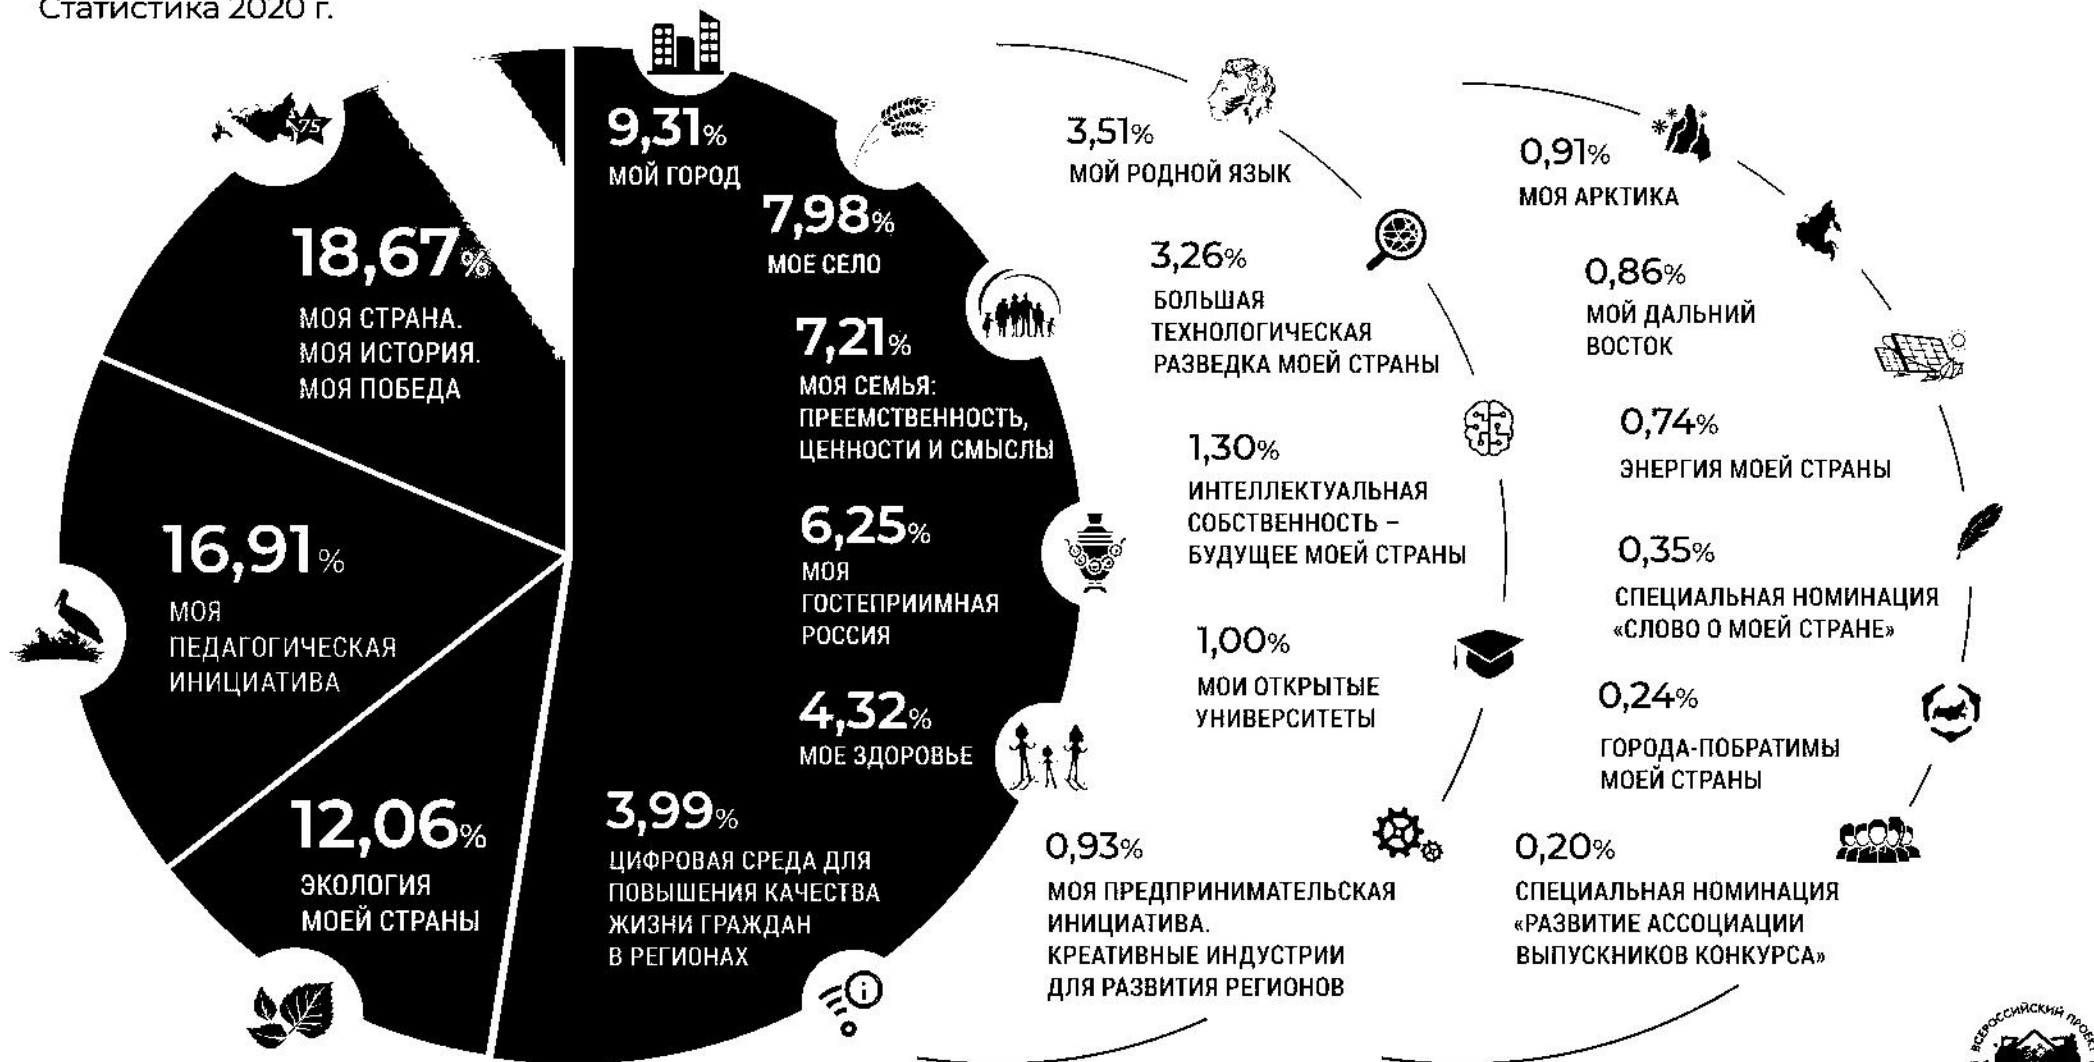 Статистика 2020 г.
75
18,67%
МОЯ СТРАНА.
МОЯ ИСТОРИЯ.
МОЯ ПОБЕДА
16,91%
МОЯ
ПЕДАГОГИЧЕСКАЯ
ИНИЦИАТИВА
12,06%
ЭКОЛОГИЯ
МОЕЙ СТРАНЫ
9,31%
МОЙ ГОРОД
7,98%
МОЕ СЕЛО
7,21%
МОЯ СЕМЬЯ:
ПРЕЕМСТВЕННОСТЬ,
ЦЕННОСТИ И СМЫСЛЫ
6,25%
МОЯ
ГОСТЕПРИИМНАЯ
РОССИЯ
4,32%
МОЕ ЗДОРОВЬЕ
3,99%
ЦИФРОВАЯ СРЕДА ДЛЯ
ПОВЫШЕНИЯ КАЧЕСТВА
ЖИЗНИ ГРАЖДАН
В РЕГИОНАХ
3,51%
МОЙ РОДНОЙ ЯЗЫК
3,26%
БОЛЬШАЯ
ТЕХНОЛОГИЧЕСКАЯ
РАЗВЕДКА МОЕЙ СТРАНЫ
1,30%
ИНТЕЛЛЕКТУАЛЬНАЯ
СОБСТВЕННОСТЬ –
БУДУЩЕЕ МОЕЙ СТРАНЫ
1,00%
МОИ ОТКРЫТЫЕ
УНИВЕРСИТЕТЫ
0,93%
МОЯ ПРЕДПРИНИМАТЕЛЬСКАЯ
ИНИЦИАТИВА.
КРЕАТИВНЫЕ ИНДУСТРИИ
ДЛЯ РАЗВИТИЯ РЕГИОНОВ
0,91%
МОЯ АРКТИКА
0,86%
МОЙ ДАЛЬНИЙ
ВОСТОК
0,74%
ЭНЕРГИЯ МОЕЙ СТРАНЫ
0,35%
СПЕЦИАЛЬНАЯ НОМИНАЦИЯ
«СЛОВО О МОЕЙ СТРАНЕ»
0,24%
ГОРОДА-ПОБРАТИМЫ
МОЕЙ СТРАНЫ
0,20%
СПЕЦИАЛЬНАЯ НОМИНАЦИЯ
«РАЗВИТИЕ АССОЦИАЦИИ
ВЫПУСКНИКОВ КОНКУРСА»
ВСЕРОССИЙСКИЙ